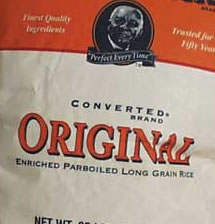 Finest Quality
Ingredients
Trusted for
Fifty Years
"Perfect Every Time"
CONVERTED®
BRAND
ORIGINAL
ENRICHED PARBOILED LONG GRAIN RICE
NET WT.